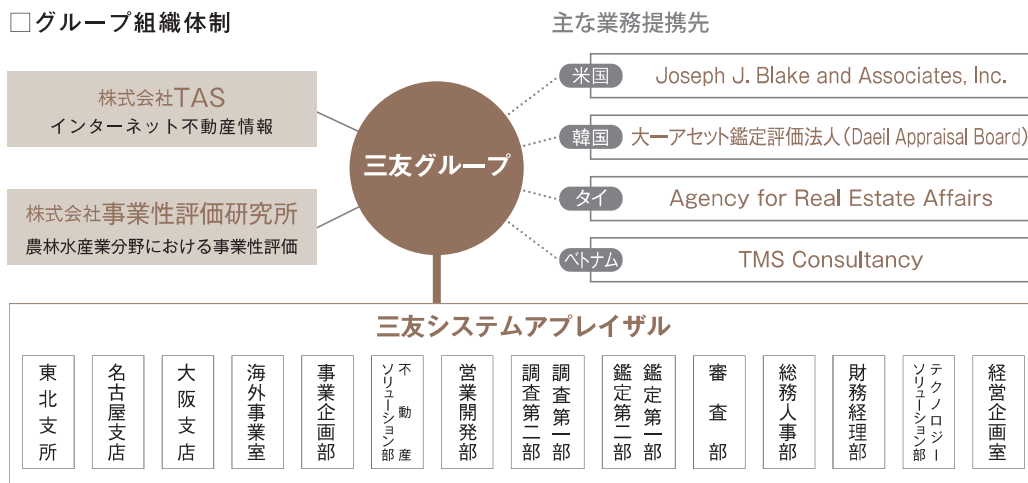 □グループ組織体制
主な業務提携先
株式会社TAS
インターネット不動産情報
株式会社事業性評価研究所
農林水産業分野における事業性評価
三友グループ
米国
Joseph J. Blake and Associates, Inc.
韓国
大一アセット鑑定評価法人(Daeil Appraisal Board)
タイ
Agency for Real Estate Affairs
ベトナム
TMS Consultancy
三友システムアプレイザル
東北支所
名古屋支店
大阪支店
海外事業室
事業企画部
不動産
ソリューション部
営業開発部
調査第一部
調査第二部
鑑定第一部
鑑定第二部
審査部
総務人事部
財務経理部
テクノロジー
ソリューション部
経営企画室